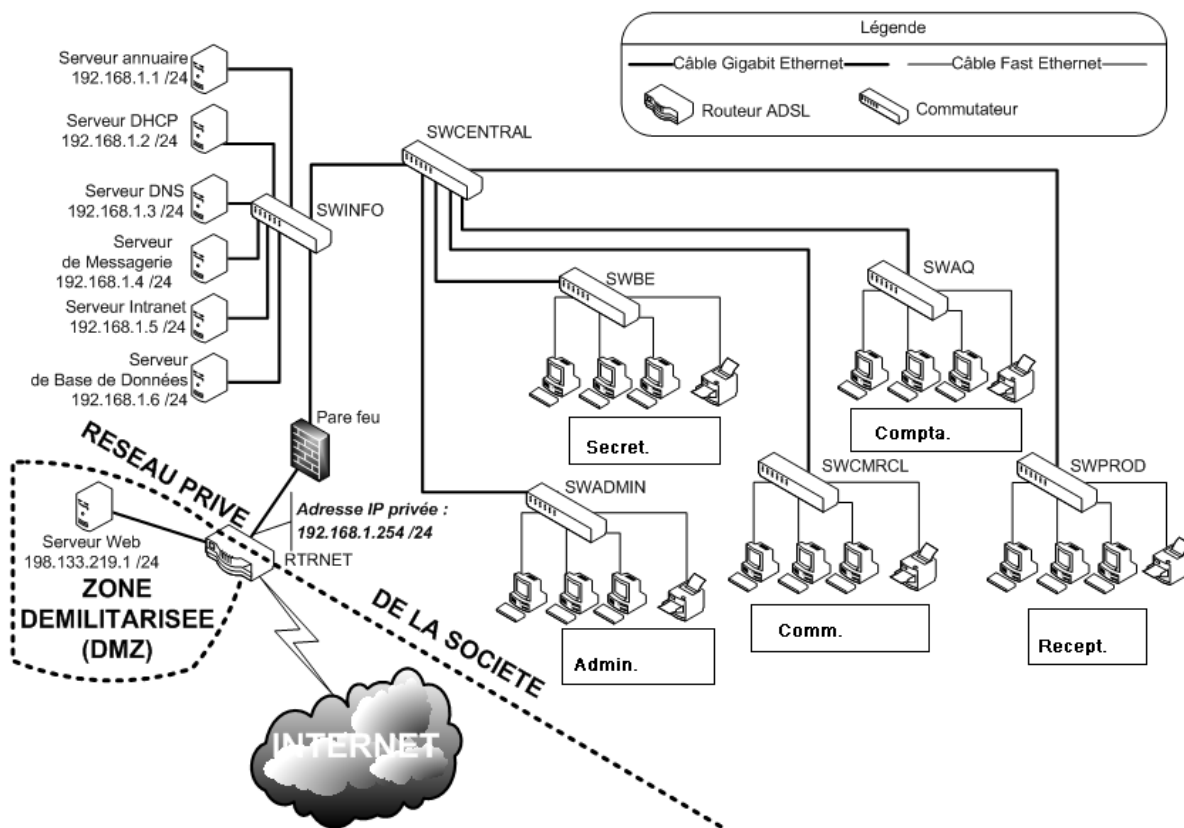 Légende
Câble Gigabit Ethernet
Câble Fast Ethernet
Routeur ADSL
Commutateur
Serveur annuaire
192.168.1.1 /24
Serveur DHCP
192.168.1.2 /24
Serveur DNS
192.168.1.3 /24
Serveur
de Messagerie
192.168.1.4 /24
Serveur Intranet
192.168.1.5 /24
Serveur
de Base de Données
192.168.1.6 /24
SWINFO
SWCENTRAL
SWBE
Secret.
SWAQ
Compta.
SWADMIN
Admin.
SWCMRCL
Comm.
SWPROD
Recept.
Pare feu
RESEAU PRIVE
DE LA SOCIETE
Adresse IP privée :
192.168.1.254 /24
RTRNET
Serveur Web
198.133.219.1 /24
ZONE
DEMILITARISEE
(DMZ)
INTERNET